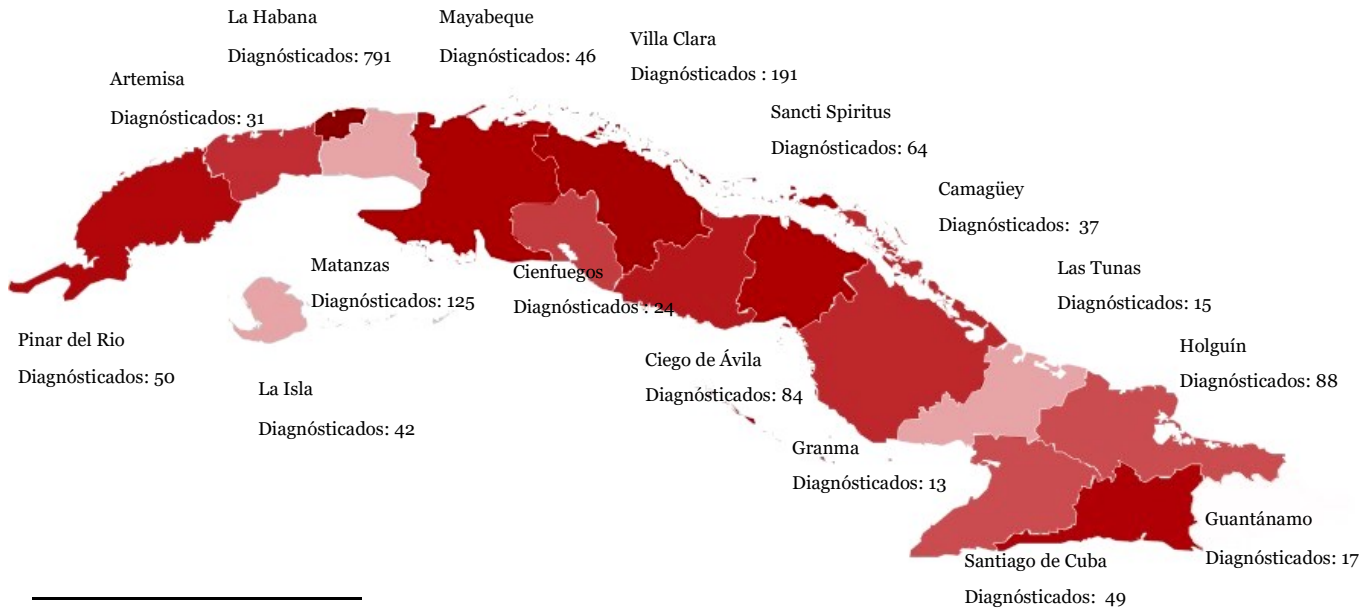 La Habana
Diagnósticados: 791
Mayabeque
Diagnósticados: 46
Villa Clara
Diagnósticados : 191
Artemisa
Diagnósticados: 31
Sancti Spiritus
Diagnósticados: 64
Camagüey
Diagnósticados: 37
Matanzas
Diagnósticados: 125
Cienfuegos
Diagnósticados : 24
Las Tunas
Diagnósticados: 15
Pinar del Rio
Diagnósticados: 50
La Isla
Diagnósticados: 42
Ciego de Ávila
Diagnósticados: 84
Holguín
Diagnósticados: 88
Granma
Diagnósticados: 13
Guantánamo
Diagnósticados: 17
Santiago de Cuba
Diagnósticados: 49